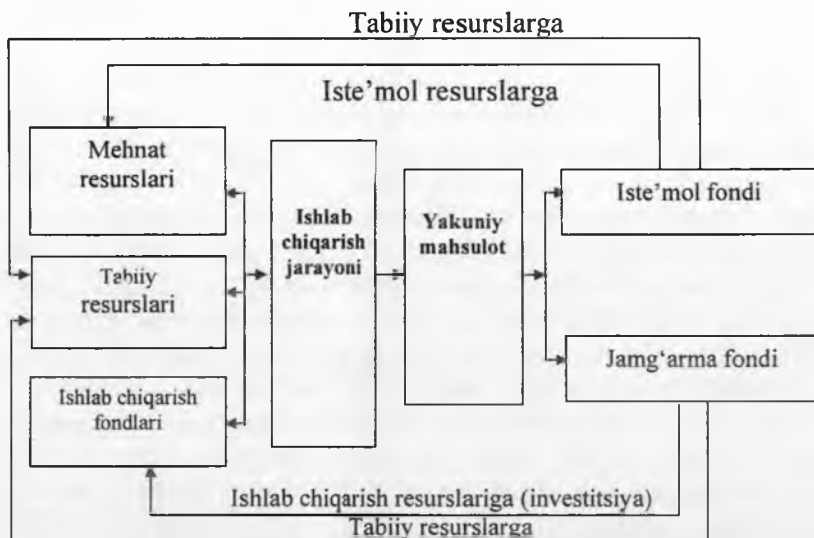 Tabiiy resurslarga
Iste’mol resurslarga
Mehnat
resurslari
Tabiiy
resurslari
Ishlab chiqarish
fondlari
Ishlab
chiqarish
jarayoni
Yakuniy
mahsulot
Iste’mol fondi
Jamg‘arma fondi
Ishlab chiqarish resurslariga (investitsiya)
Tabiiy resurslarga